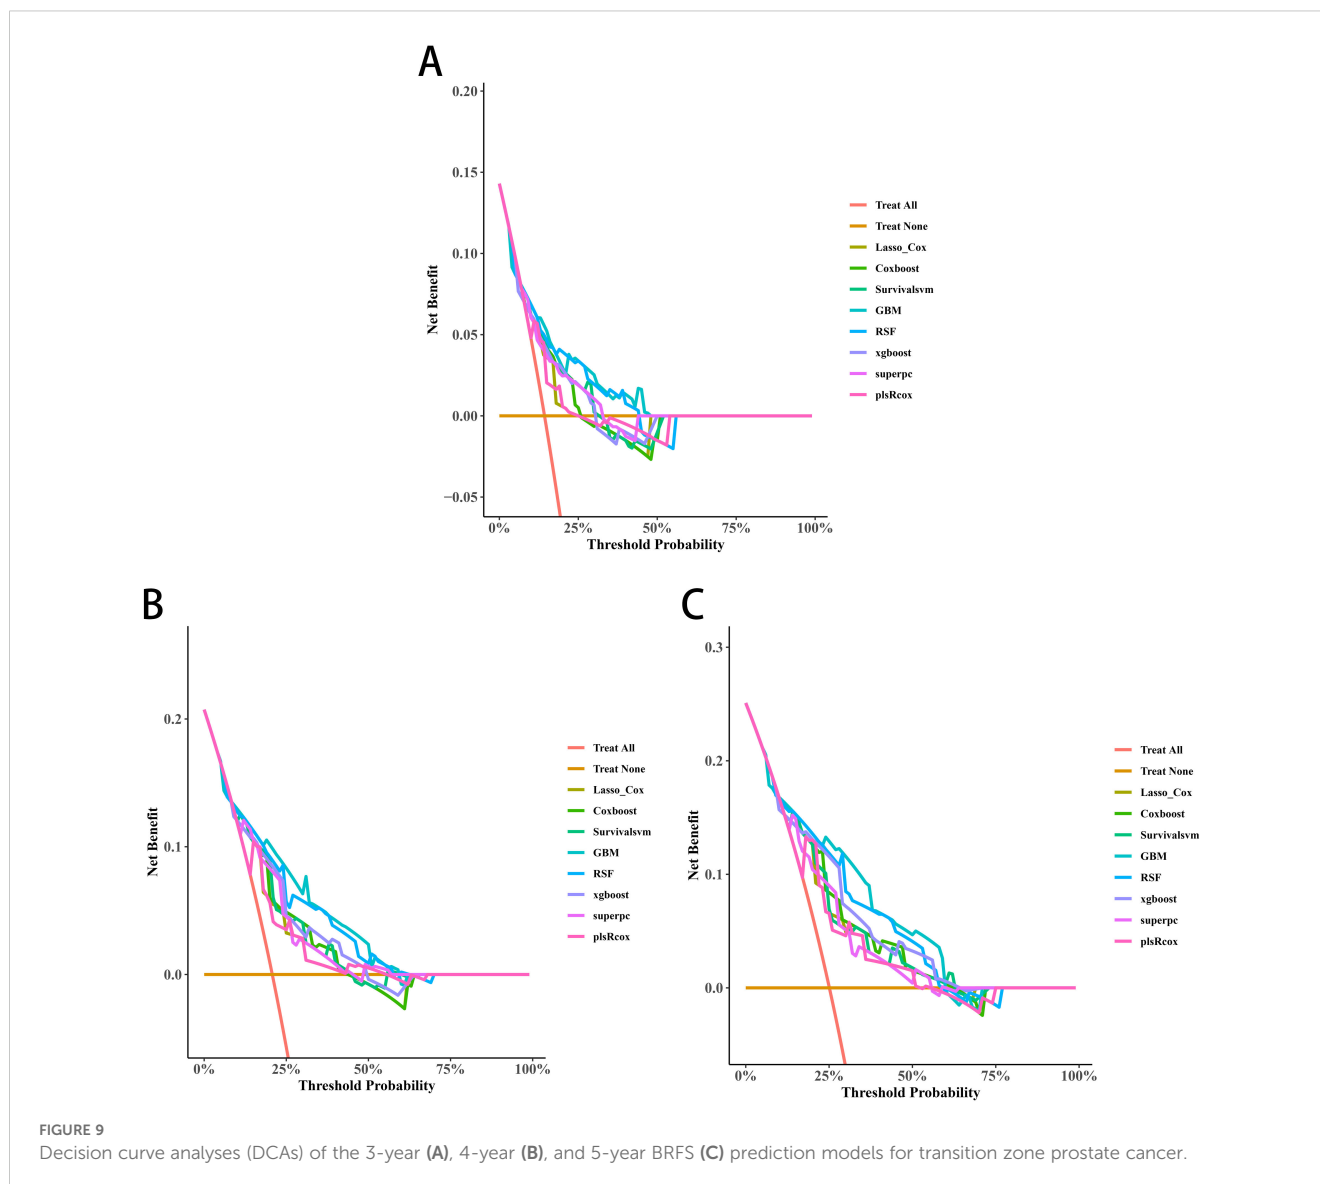 A
0.20
0.15
0.10
0.05
0.00
−0.05
Net Benefit
0% 25% 50% 75% 100%
Threshold Probability
Treat All
Treat None
Lasso_Cox
Coxboost
Survivalsvm
GBM
RSF
xgboost
superpc
plsRcox
B
0.2
0.1
0.0
Net Benefit
0% 25% 50% 75% 100%
Threshold Probability
Treat All
Treat None
Lasso_Cox
Coxboost
Survivalsvm
GBM
RSF
xgboost
superpc
plsRcox
C
0.3
0.2
0.1
0.0
Net Benefit
0% 25% 50% 75% 100%
Threshold Probability
Treat All
Treat None
Lasso_Cox
Coxboost
Survivalsvm
GBM
RSF
xgboost
superpc
plsRcox
FIGURE 9
Decision curve analyses (DCAs) of the 3-year (A), 4-year (B), and 5-year BRFS (C) prediction models for transition zone prostate cancer.